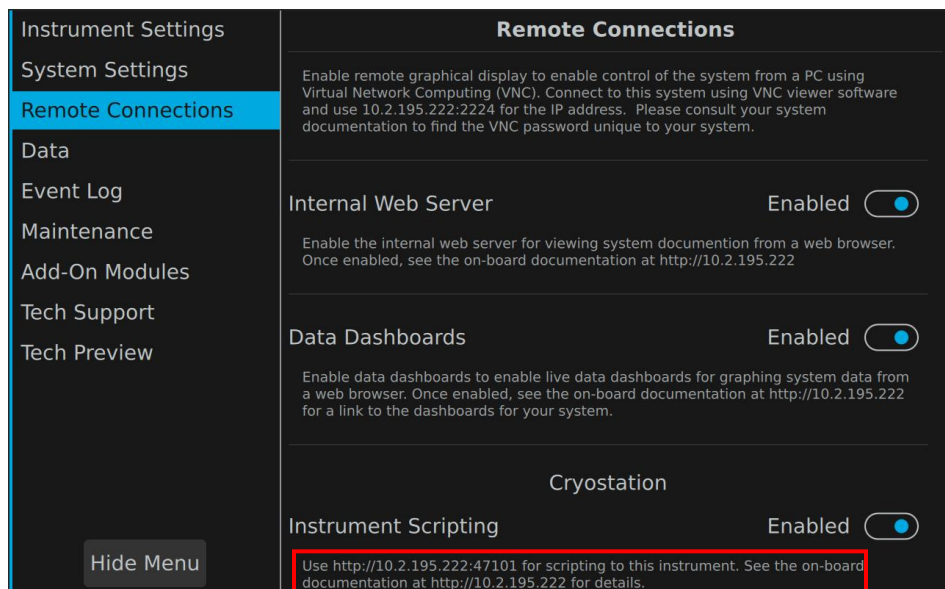 Instrument Settings
System Settings
Remote Connections
Data
Event Log
Maintenance
Add-On Modules
Tech Support
Tech Preview
Hide Menu
Remote Connections
Enable remote graphical display to enable control of the system from a PC using
Virtual Network Computing (VNC). Connect to this system using VNC viewer software
and use 10.2.195.222:2224 for the IP address. Please consult your system
documentation to find the VNC password unique to your system.
Internal Web Server Enabled
Enable the internal web server for viewing system documention from a web browser.
Once enabled, see the on-board documentation at http://10.2.195.222
Data Dashboards Enabled
Enable data dashboards to enable live data dashboards for graphing system data from
a web browser. Once enabled, see the on-board documentation at http://10.2.195.222
for a link to the dashboards for your system.
Cryostation
Instrument Scripting Enabled
Use http://10.2.195.222:47101 for scripting to this instrument. See the on-board
documentation at http://10.2.195.222 for details.